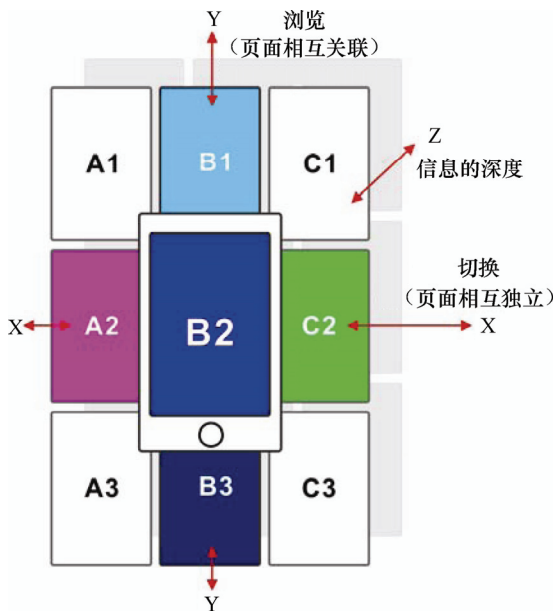 Y
浏览
（页面相互关联）
A1
B1
C1
Z
信息的深度
切换
（页面相互独立）
X
A2
B2
C2
X
A3
B3
C3
Y